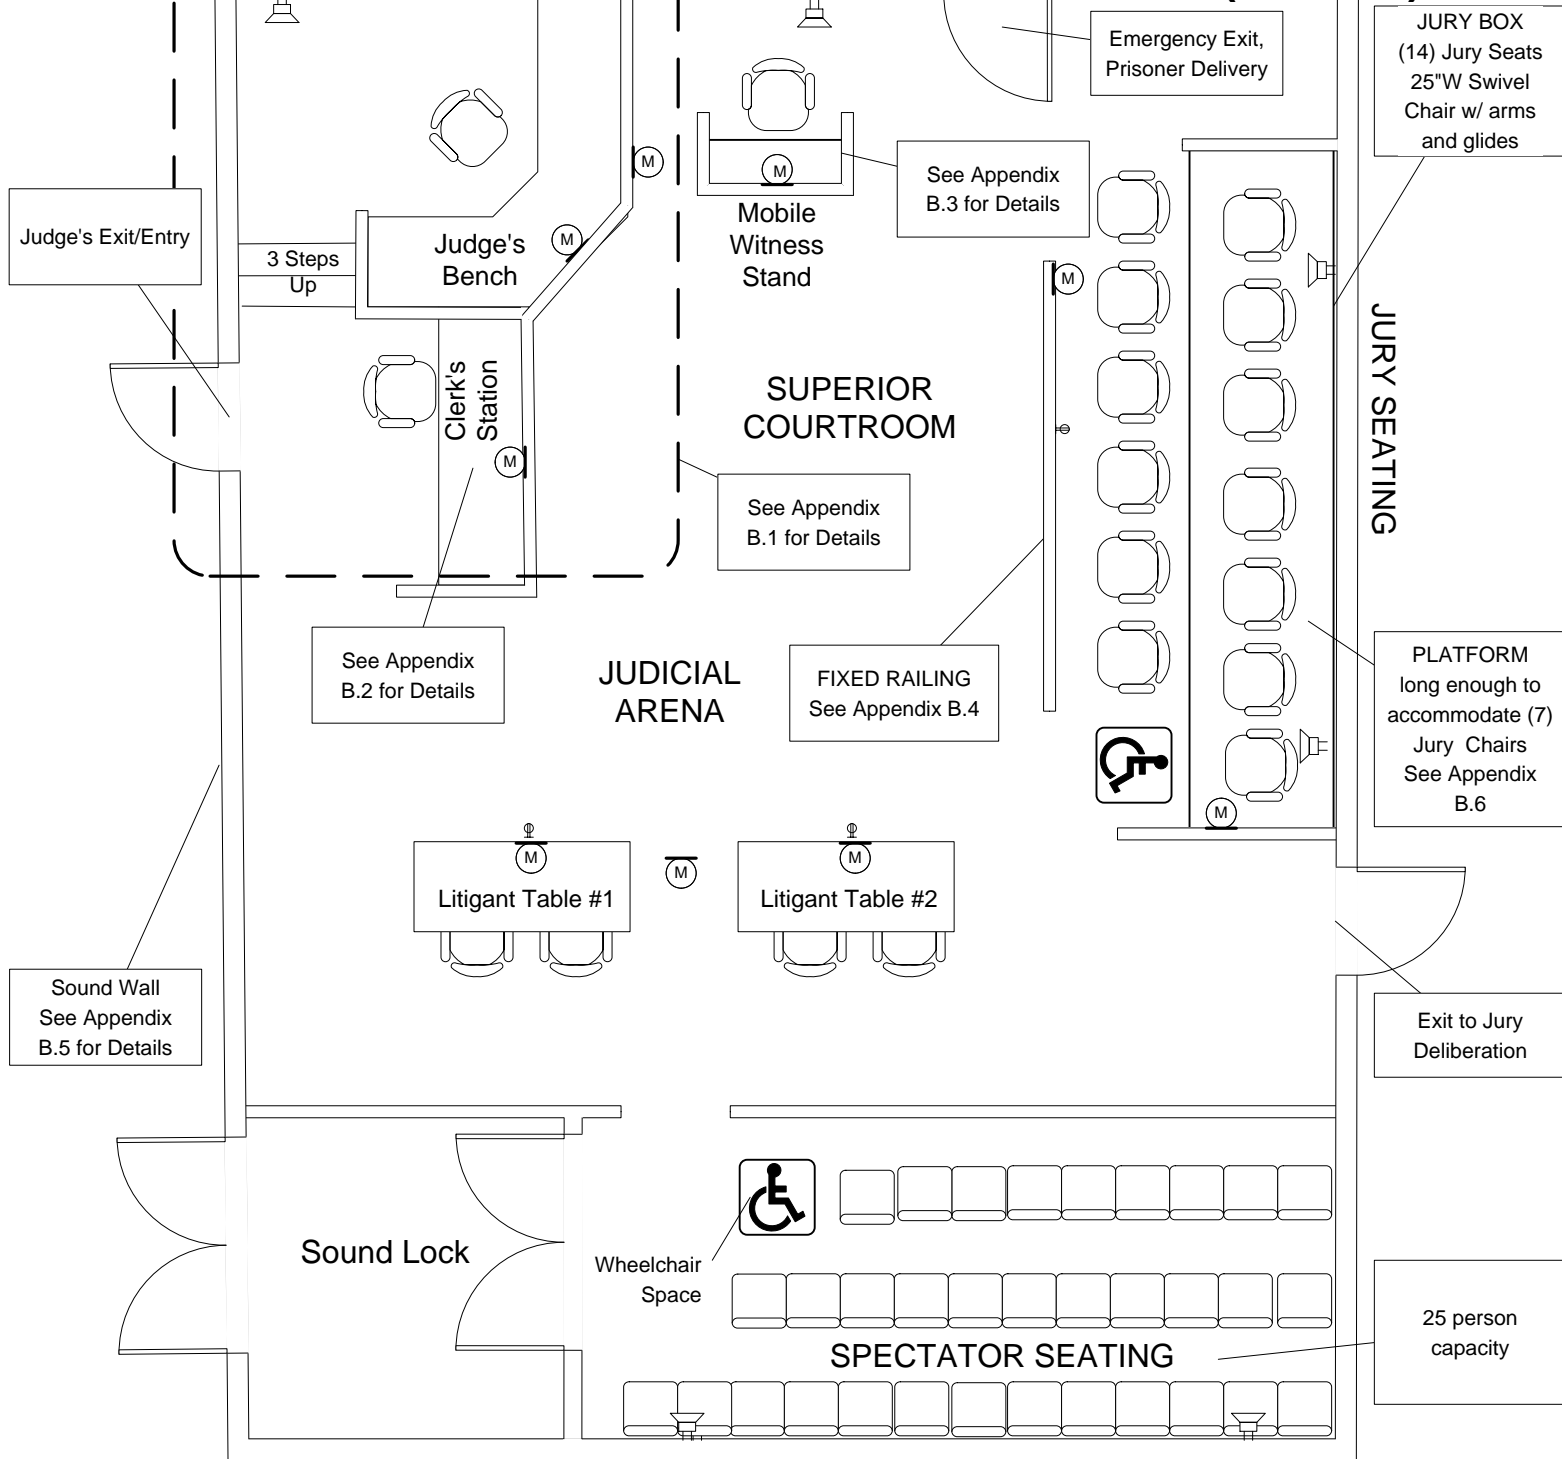 Emergency Exit,
Prisoner Delivery
JURY BOX
(14) Jury Seats
25"W Swivel
Chair w/ arms
and glides
M
M
See Appendix
B.3 for Details
Mobile
Witness
Stand
Judge's Exit/Entry
3 Steps
Up
Judge's
Bench
M
M
JURY SEATING
Clerk's
Station
M
SUPERIOR
COURTROOM
See Appendix
B.1 for Details
See Appendix
B.2 for Details
JUDICIAL
ARENA
FIXED RAILING
See Appendix B.4
PLATFORM
long enough to
accommodate (7)
Jury Chairs
See Appendix
B.6
M
M
M
M
Litigant Table #1
Litigant Table #2
Sound Wall
See Appendix
B.5 for Details
Exit to Jury
Deliberation
Sound Lock
Wheelchair
Space
SPECTATOR SEATING
25 person
capacity